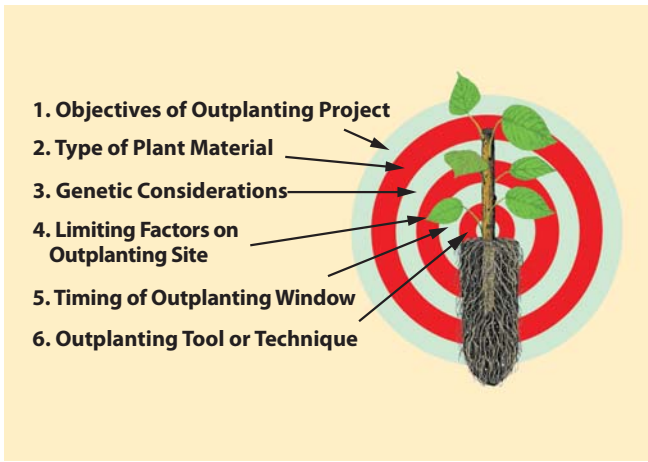 1. Objectives of Outplanting Project
2. Type of Plant Material
3. Genetic Considerations
4. Limiting Factors on
Outplanting Site
5. Timing of Outplanting Window
6. Outplanting Tool or Technique